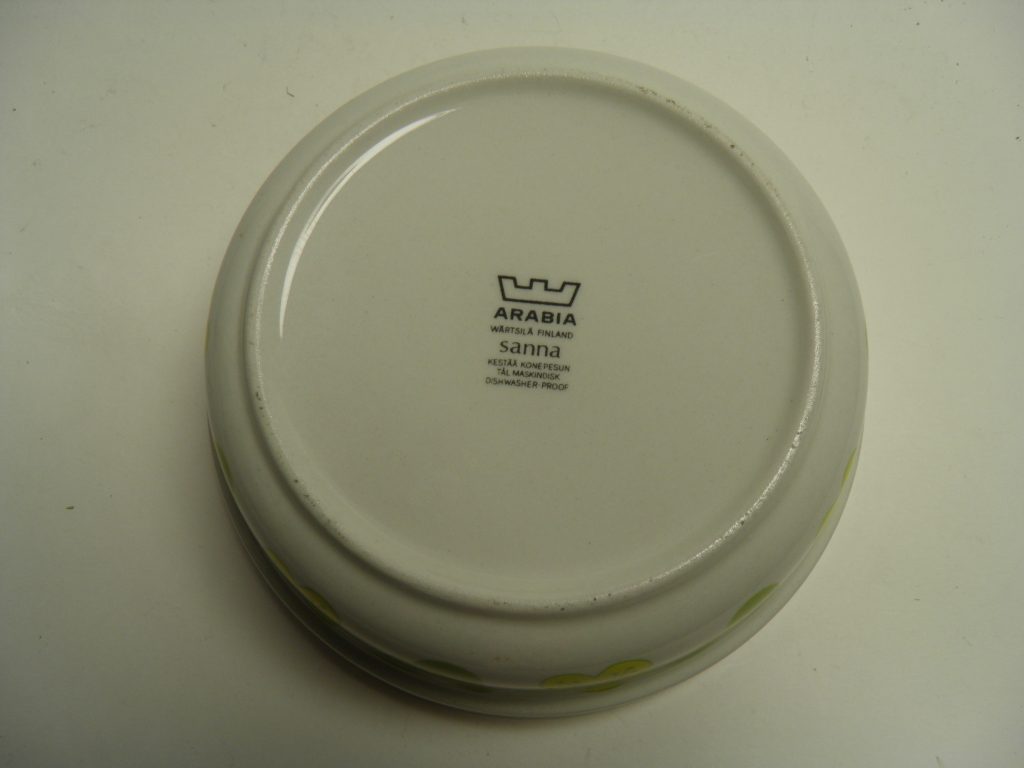 ARABIA
WÄRTSILÄ FINLAND
sanna
KESTÄÄ KONEPESUN
TÅL MASKINDISK
DISHWASHER-PROOF